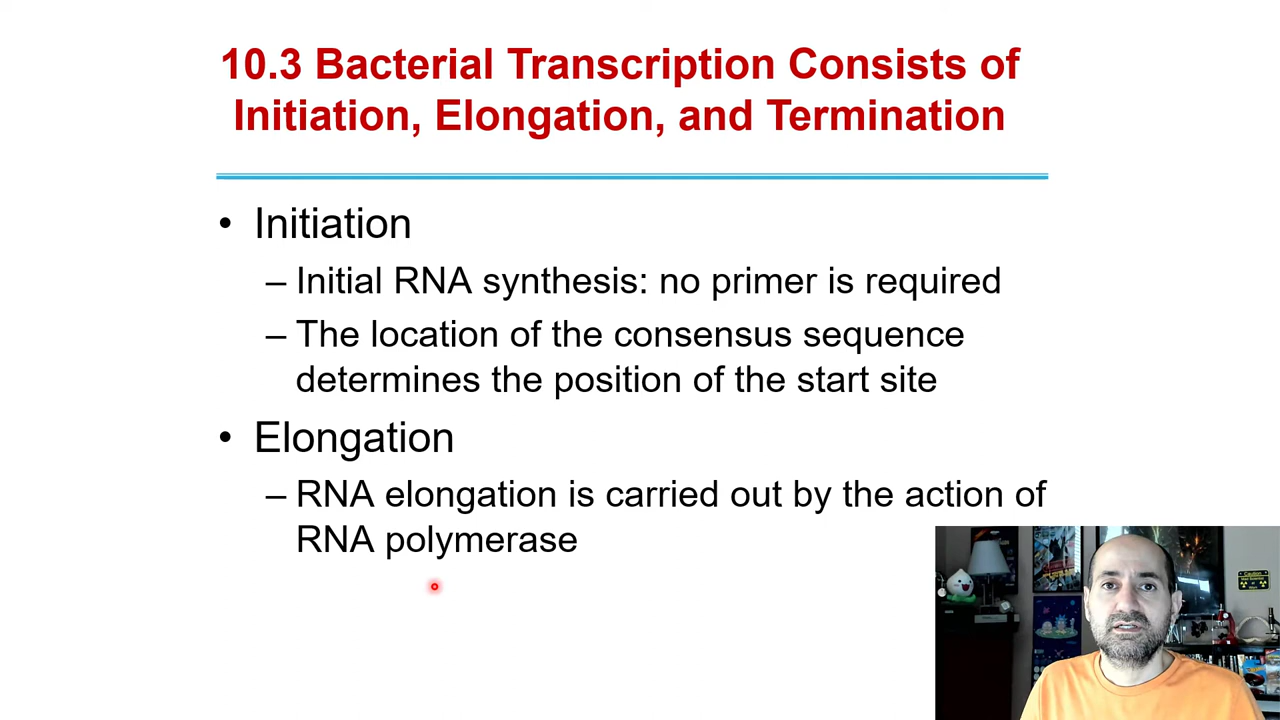 10.3 Bacterial Transcription Consists of
Initiation, Elongation, and Termination
• Initiation
– Initial RNA synthesis: no primer is required
– The location of the consensus sequence
determines the position of the start site
• Elongation
– RNA elongation is carried out by the action of
RNA polymerase